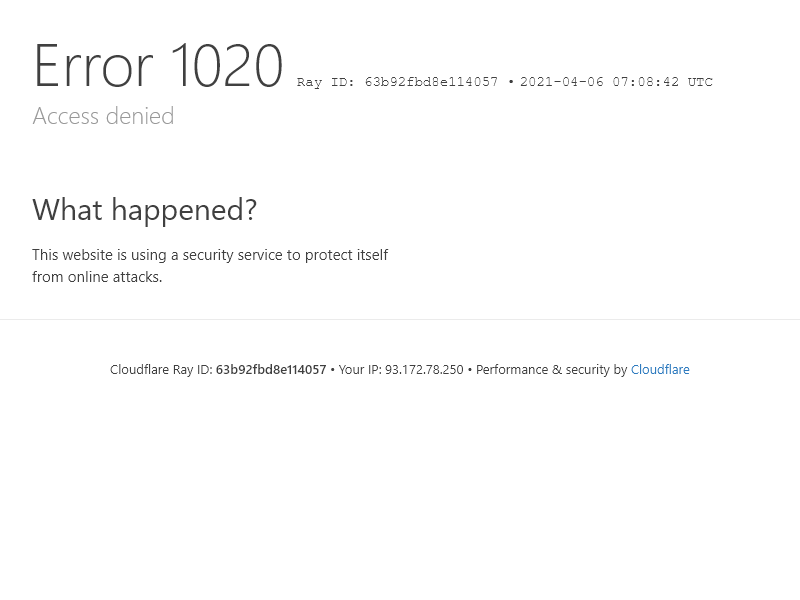 Error 1020 Ray ID: 63b92fbd8e114057 • 2021-04-06 07:08:42 UTC
Access denied
What happened?
This website is using a security service to protect itself
from online attacks.
Cloudflare Ray ID: 63b92fbd8e114057 • Your IP: 93.172.78.250 • Performance & security by Cloudflare